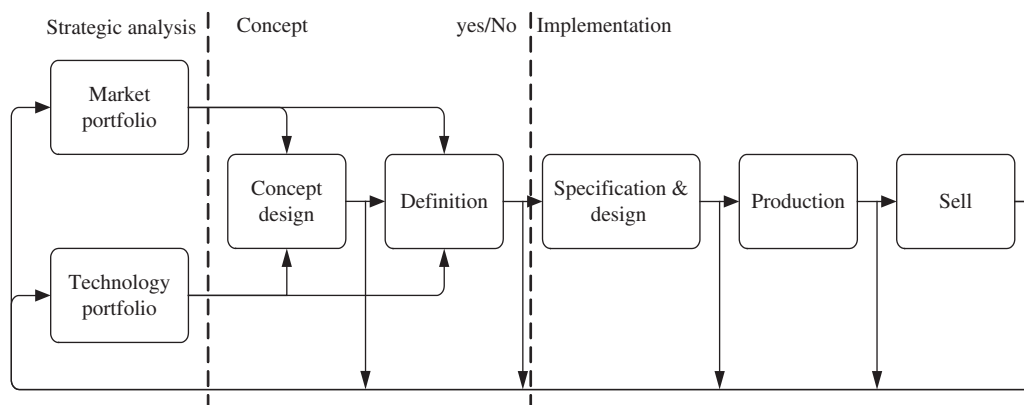 Strategic analysis
Concept
yes/No
Implementation
Market
portfolio
Concept
design
Definition
Specification &
design
Production
Sell
Technology
portfolio